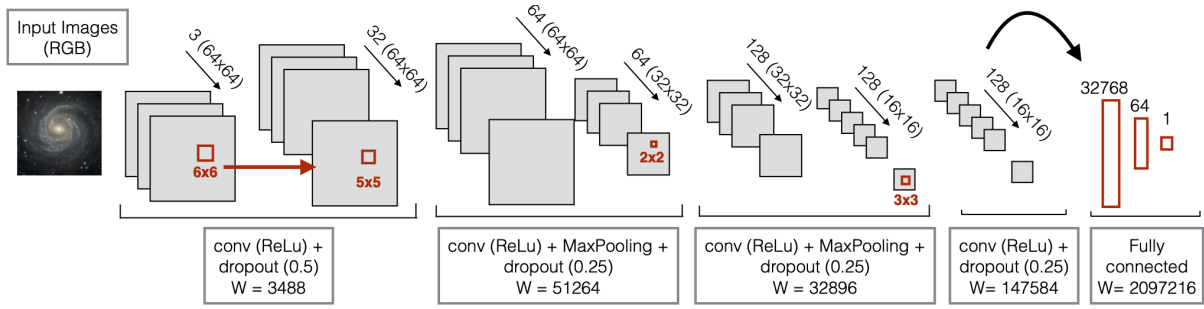 Input Images
(RGB)
3 (64x64)
32 (64x64)
64 (64x64)
64 (32x32)
128 (32x32)
128 (16x16)
128 (16x16)
32768
64
1
6x6
5x5
2x2
3x3
conv (ReLu) +
dropout (0.5)
W = 3488
conv (ReLu) + MaxPooling +
dropout (0.25)
W = 51264
conv (ReLu) + MaxPooling +
dropout (0.25)
W = 32896
conv (ReLu) +
dropout (0.25)
W= 147584
Fully
connected
W= 2097216